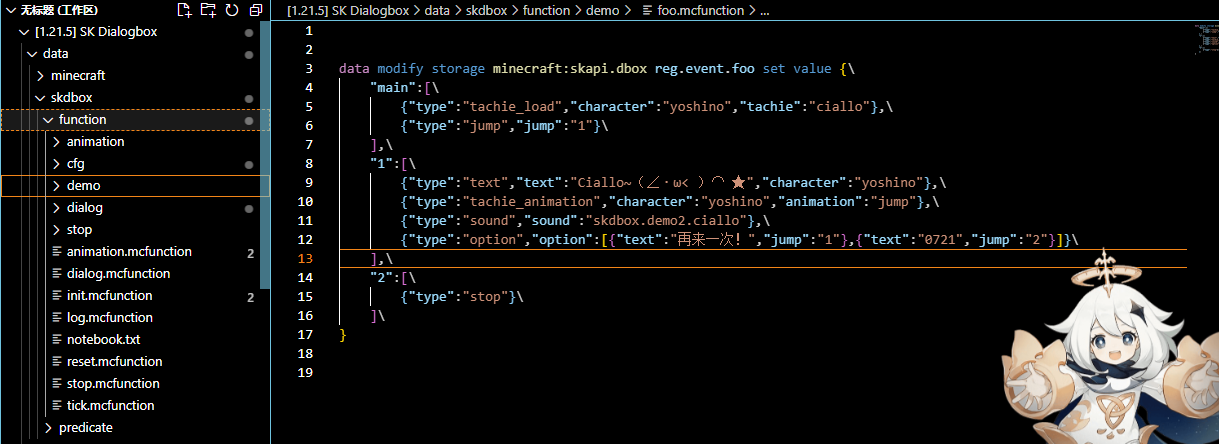 无标题 (工作区)
[1.21.5] SK Dialogbox
data
minecraft
skdbox
function
animation
cfg
demo
dialog
stop
animation.mcfunction 2
dialog.mcfunction
init.mcfunction 2
log.mcfunction
notebook.txt
reset.mcfunction
stop.mcfunction
tick.mcfunction
predicate
[1.21.5] SK Dialogbox > data > skdbox > function > demo > foo.mcfunction > ...
1
2
3 data modify storage minecraft:skapi.dbox reg.event.foo set value {\
4 "main":[\
5 {"type":"tachie_load","character":"yoshino","tachie":"ciallo"},\
6 {"type":"jump","jump":"1"}\
7 ],\
8 "1":[\
9 {"type":"text","text":"Ciallo~（∠・ω< ）⌒ ★","character":"yoshino"},\
10 {"type":"tachie_animation","character":"yoshino","animation":"jump"},\
11 {"type":"sound","sound":"skdbox.demo2.ciallo"},\
12 {"type":"option","option":[{"text":"再来一次！","jump":"1"},{"text":"0721","jump":"2"}]}\
13 ],\
14 "2":[\
15 {"type":"stop"}\
16 ]\
17 }
18
19